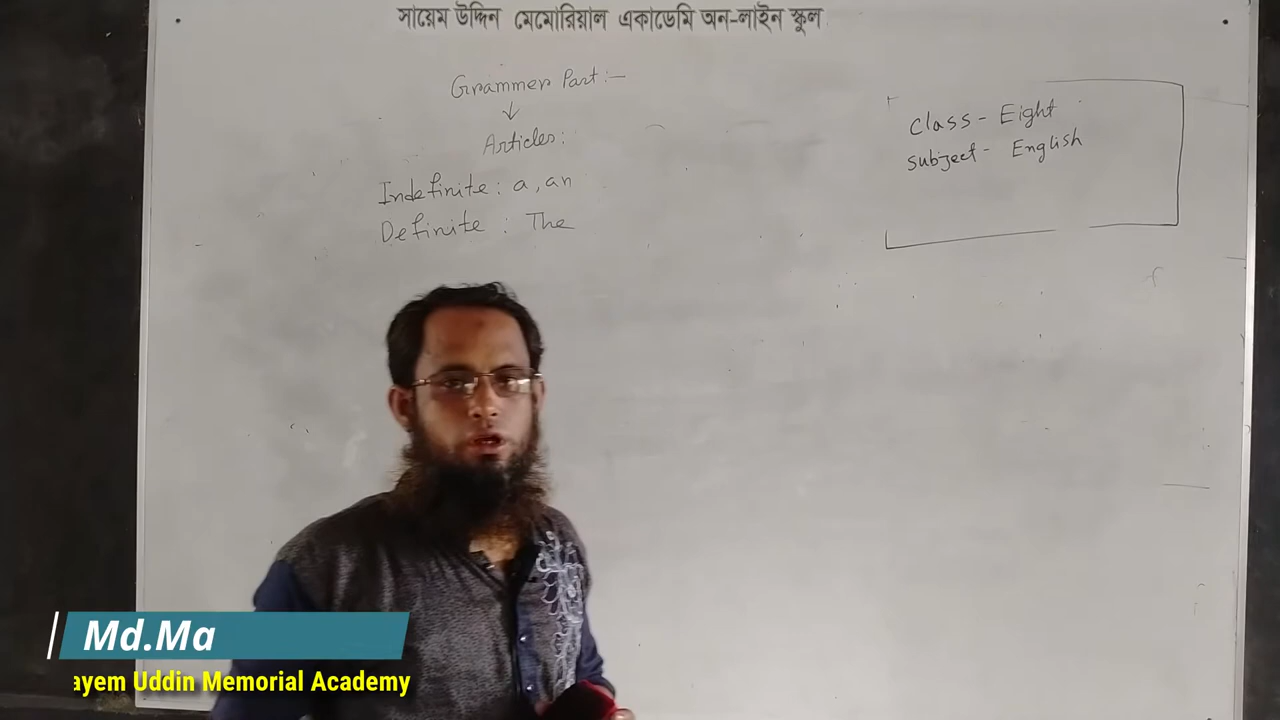 সায়েম উদ্দিন মেমোরিয়াল একাডেমি অন-লাইন স্কুল
Grammer Part :-
Articles :
Indefinite : a, an
Definite : The
Class - Eight
Subject - English
Md.Ma
ayem Uddin Memorial Academy